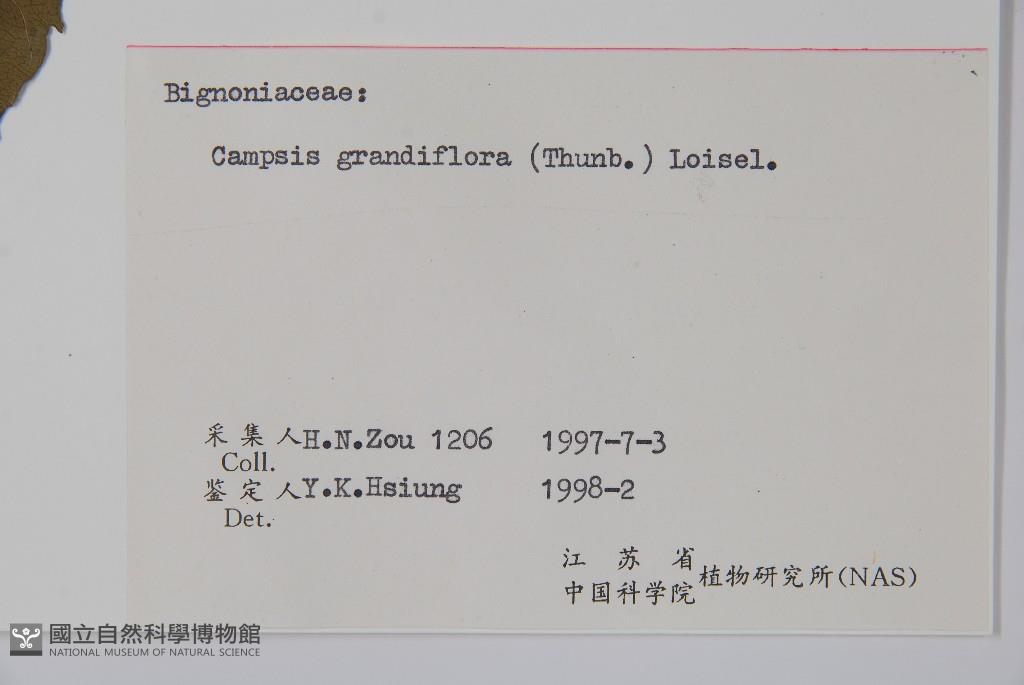 Bignoniaceae:
Campsis grandiflora (Thunb.) Loisel.
采集人H.N.Zou 1206 1997-7-3
Coll.
鉴定人Y.K.Hsiung 1998-2
Det.
江苏省
中国科学院植物研究所(NAS)
國立自然科學博物館
NATIONAL MUSEUM OF NATURAL SCIENCE